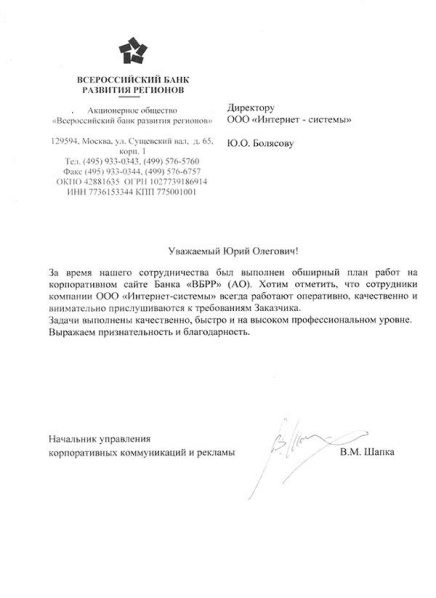 ВСЕРОССИЙСКИЙ БАНК
РАЗВИТИЯ РЕГИОНОВ
Акционерное общество
«Всероссийский банк развития регионов»
129594, Москва, ул. Сущевский вал, д. 65,
корп. 1
Тел. (495) 933-0343, (499) 576-5760
Факс (495) 933-0344, (499) 576-6757
ОКПО 42881635 ОГРН 1027739186914
ИНН 7736153344 КПП 775001001
Директору
ООО «Интернет - системы»
Ю.О. Болясову
Уважаемый Юрий Олегович!
За время нашего сотрудничества был выполнен обширный план работ на
корпоративном сайте Банка «ВБРР» (АО). Хотим отметить, что сотрудники
компании ООО «Интернет-системы» всегда работают оперативно, качественно и
внимательно прислушиваются к требованиям Заказчика.
Задачи выполнены качественно, быстро и на высоком профессиональном уровне.
Выражаем признательность и благодарность.
Начальник управления
корпоративных коммуникаций и рекламы
В.М. Шапка